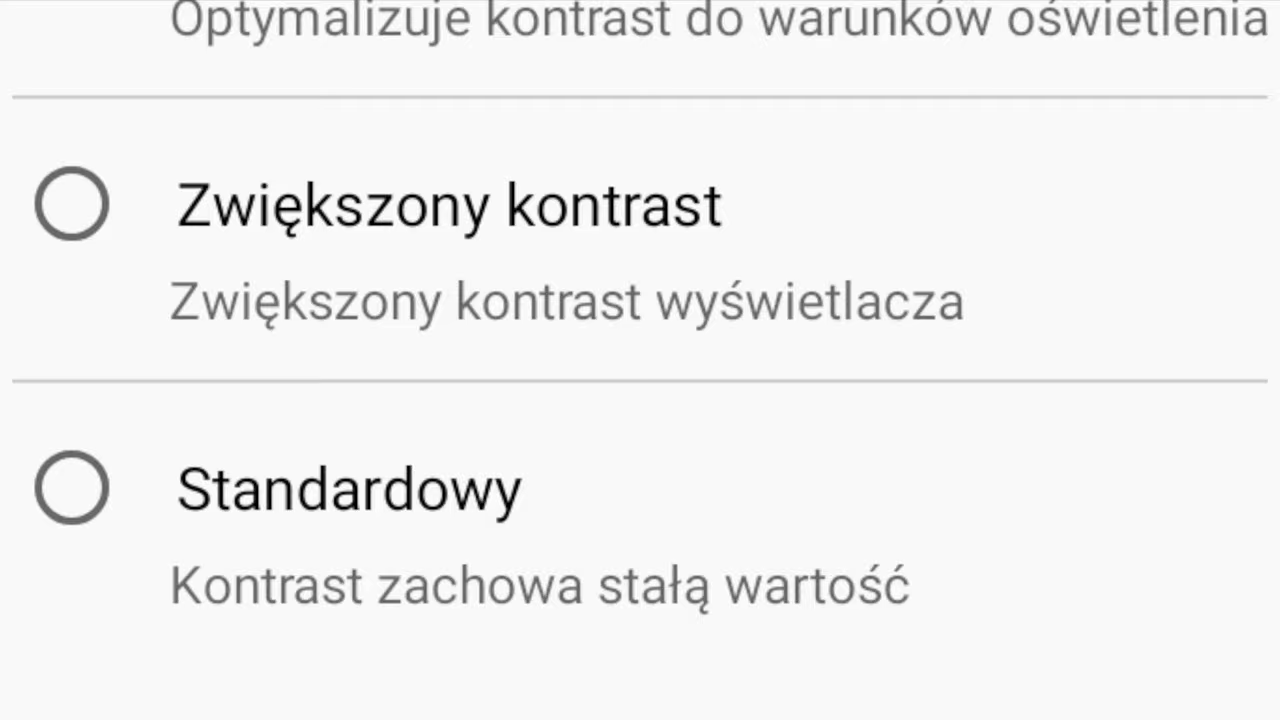 Optymalizuje kontrast do warunków oświetlenia
Zwiększony kontrast
Zwiększony kontrast wyświetlacza
Standardowy
Kontrast zachowa stałą wartość